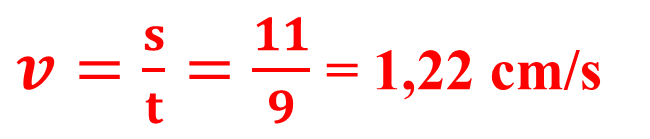 v = s/t = 11/9 = 1,22 cm/s